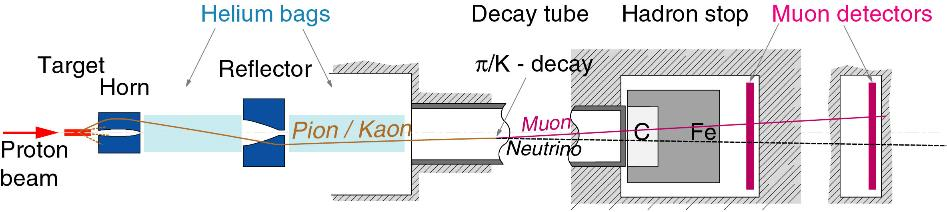 Helium bags
Decay tube
Hadron stop
Muon detectors
Target
Horn
Reflector
π/K - decay
Proton
beam
Pion / Kaon
Muon
Neutrino
C
Fe